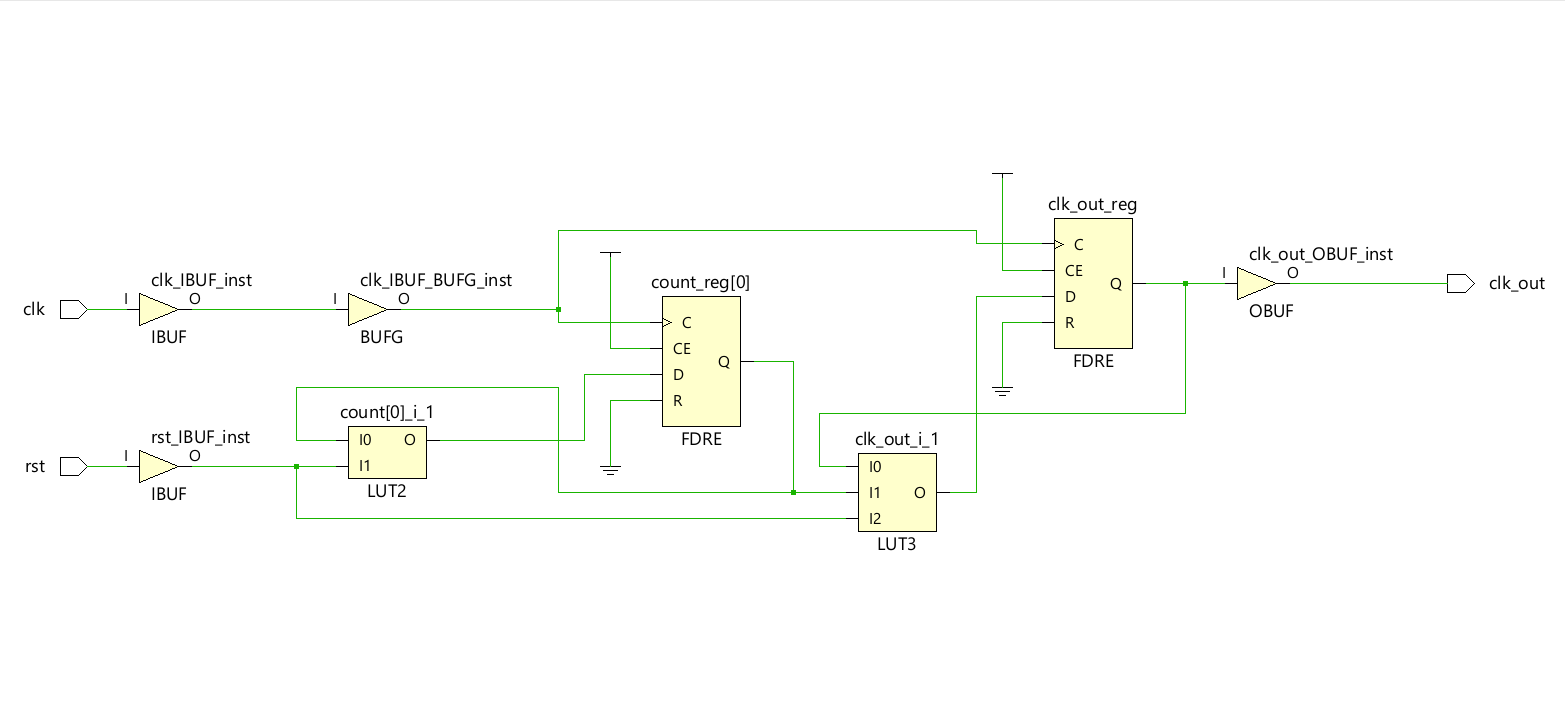 clk
I
clk_IBUF_inst
O
IBUF
I
clk_IBUF_BUFG_inst
O
BUFG
rst
I
rst_IBUF_inst
O
IBUF
count[0]_i_1
I0
O
I1
LUT2
count_reg[0]
C
CE
D
R
Q
FDRE
clk_out_i_1
I0
I1
O
I2
LUT3
clk_out_reg
C
CE
D
R
Q
FDRE
I
clk_out_OBUF_inst
O
OBUF
clk_out